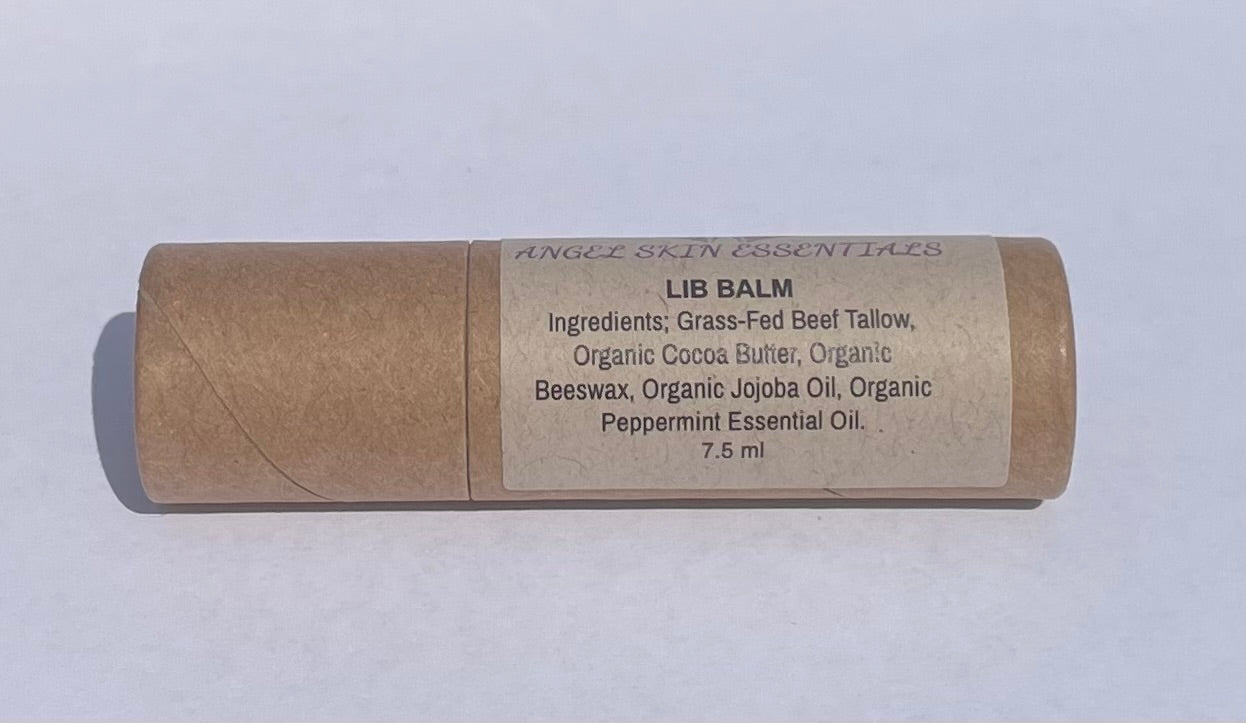 ANGEL SKIN ESSENTIALS
LIB BALM
Ingredients; Grass-Fed Beef Tallow,
Organic Cocoa Butter, Organic
Beeswax, Organic Jojoba Oil, Organic
Peppermint Essential Oil.
7.5 ml